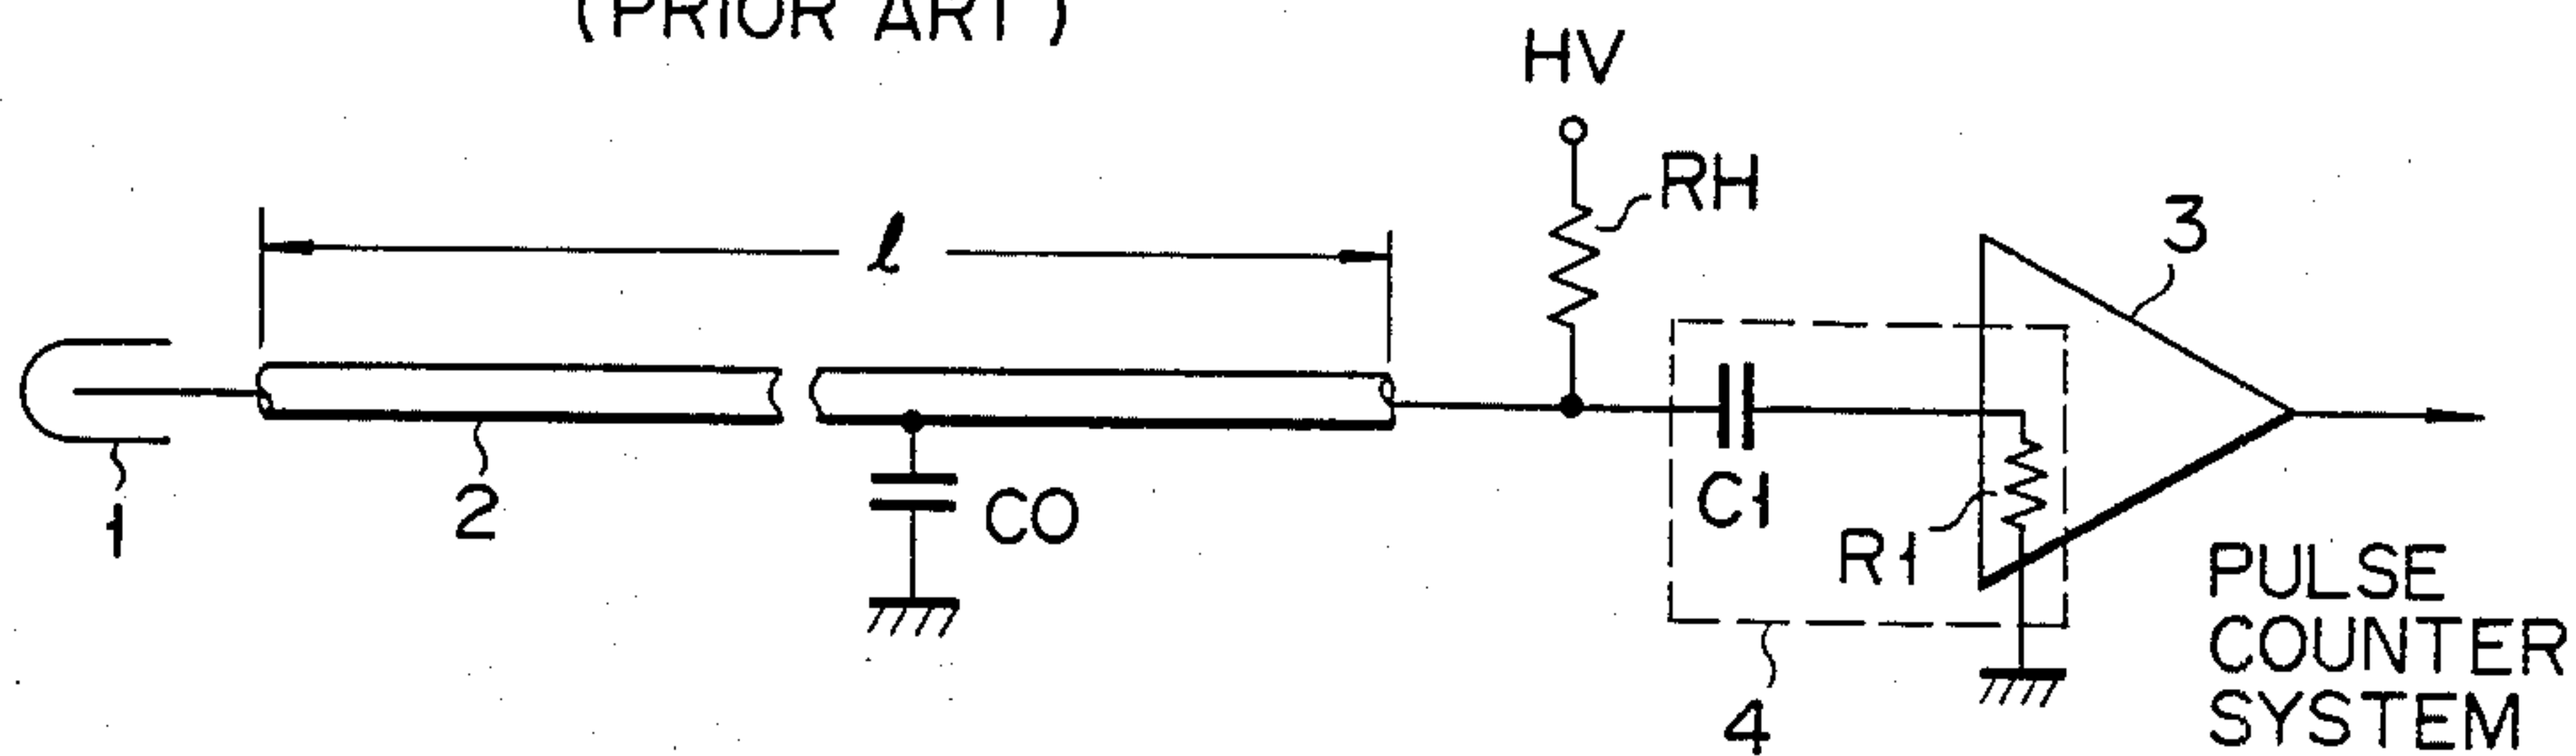 (PRIOR ART)
HV
RH
3
l
1
2
CO
C1
R1
4
PULSE
COUNTER
SYSTEM